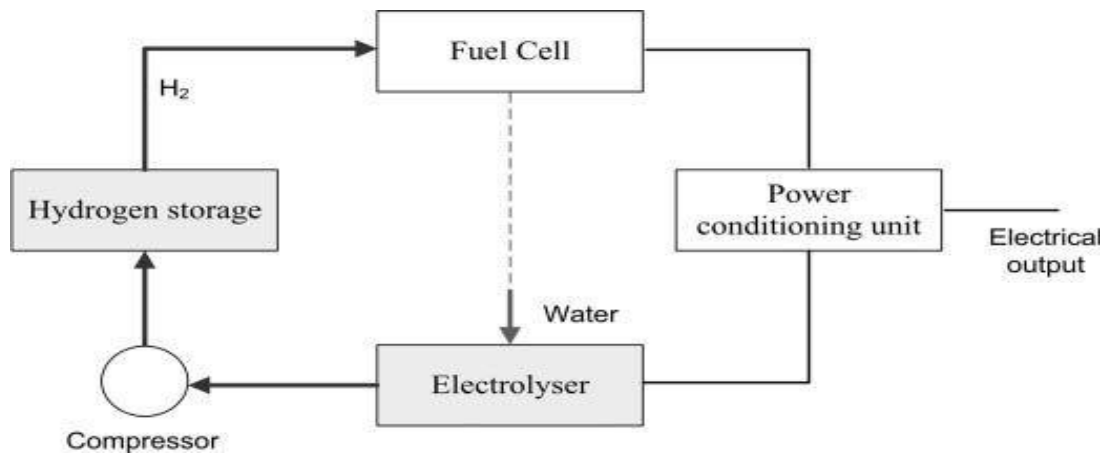 Fuel Cell
H₂
Hydrogen storage
Power
conditioning unit
Electrical
output
Water
Electrolyser
Compressor